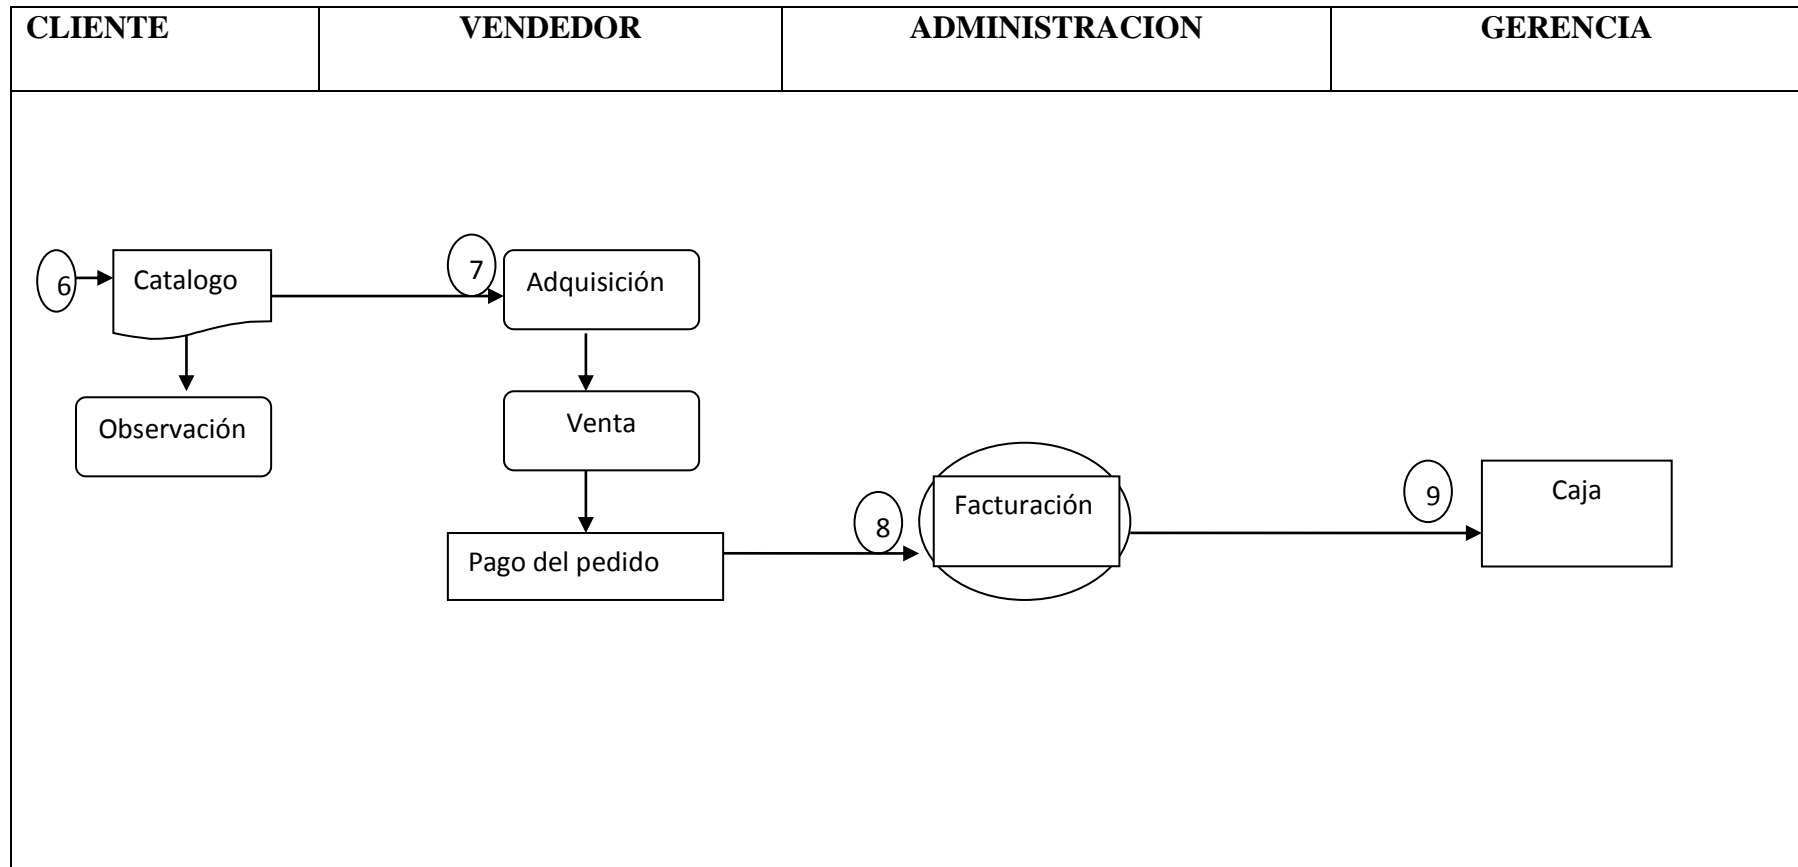 CLIENTE
VENDEDOR
ADMINISTRACION
GERENCIA
6
Catalogo
7
Adquisición
Observación
Venta
Pago del pedido
8
Facturación
9
Caja